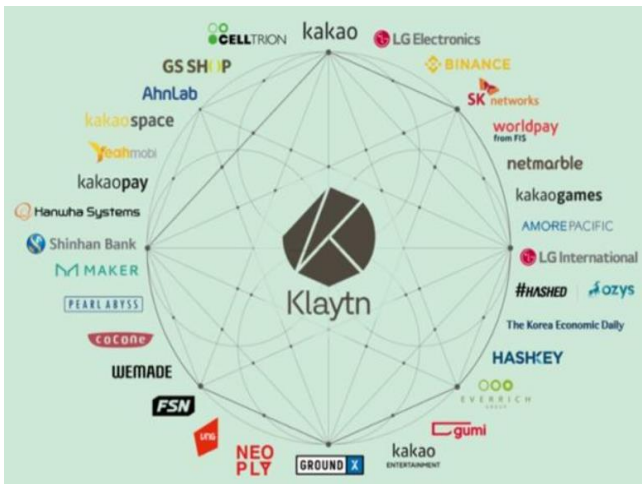 kakao
CELLTRION
LG Electronics
GS SHOP
BINANCE
AhnLab
SK networks
kakaospace
worldpay
from FIS
Yeahmobi
netmarble
kakaopay
kakaogames
Hanwha Systems
AMOREPACIFIC
Shinhan Bank
LG International
MAKER
#HASHED
ozys
PEARL ABYSS
Klaytn
The Korea Economic Daily
cocone
HASHKEY
WEMADE
EVERRICH
GROUP
FSN
gumi
VNG
NEO
PLY
GROUND X
kakao
ENTERTAINMENT